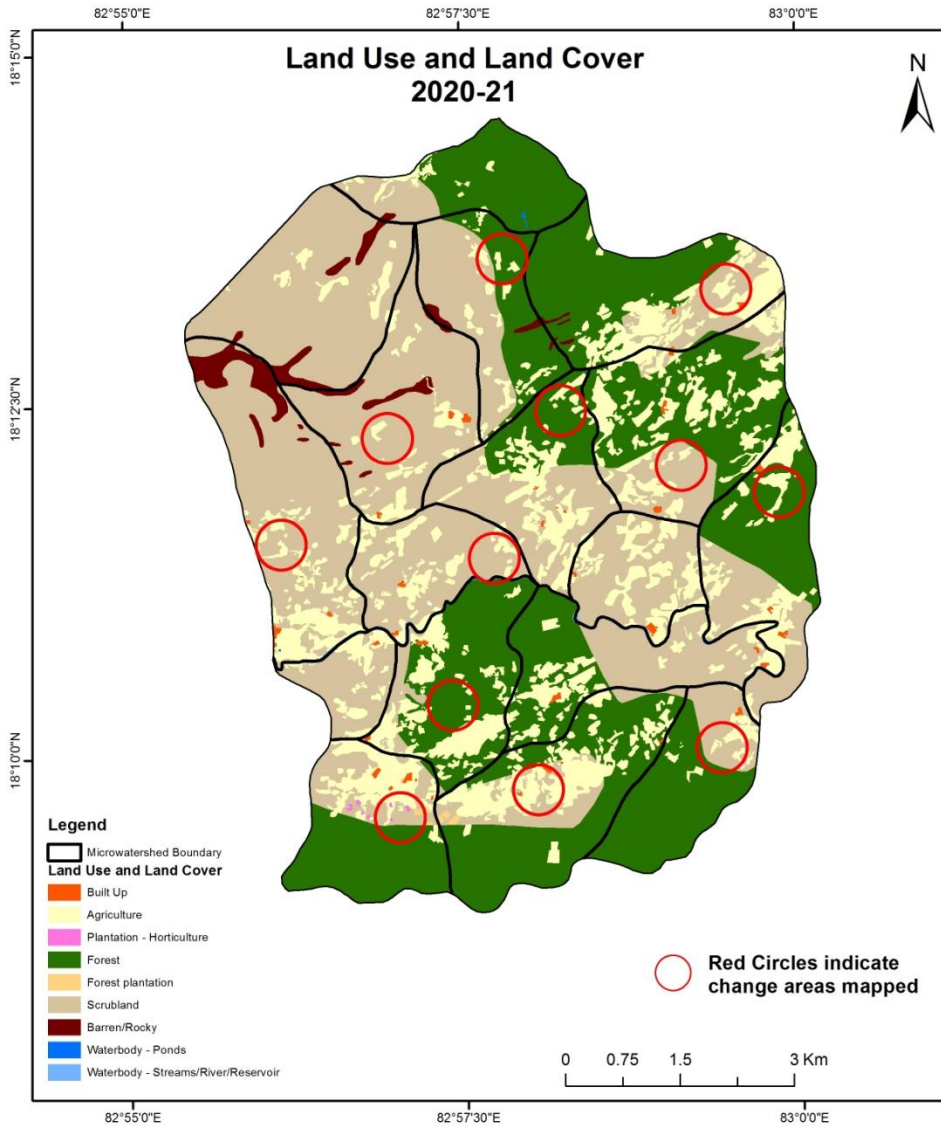 82°55'0"E
82°57'30"E
83°0'0"E
18°15'0"N
Land Use and Land Cover
2020-21
N
18°12'30"N
18°10'0"N
Legend
Microwatershed Boundary
Land Use and Land Cover
Built Up
Agriculture
Plantation - Horticulture
Forest
Forest plantation
Scrubland
Barren/Rocky
Waterbody - Ponds
Waterbody - Streams/River/Reservoir
Red Circles indicate
change areas mapped
0 0.75 1.5 3 Km
82°55'0"E
82°57'30"E
83°0'0"E